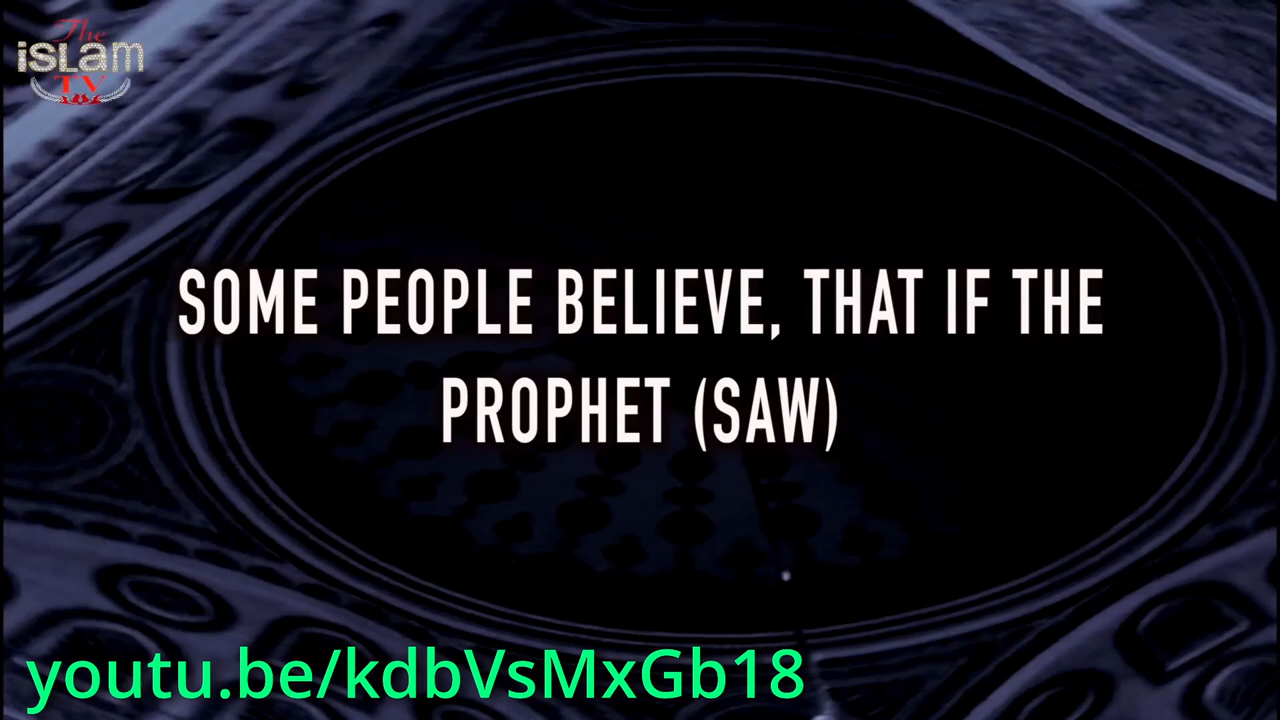 The
iSLam
TV
SOME PEOPLE BELIEVE, THAT IF THE
PROPHET (SAW)
youtu.be/kdbVsMxGb18